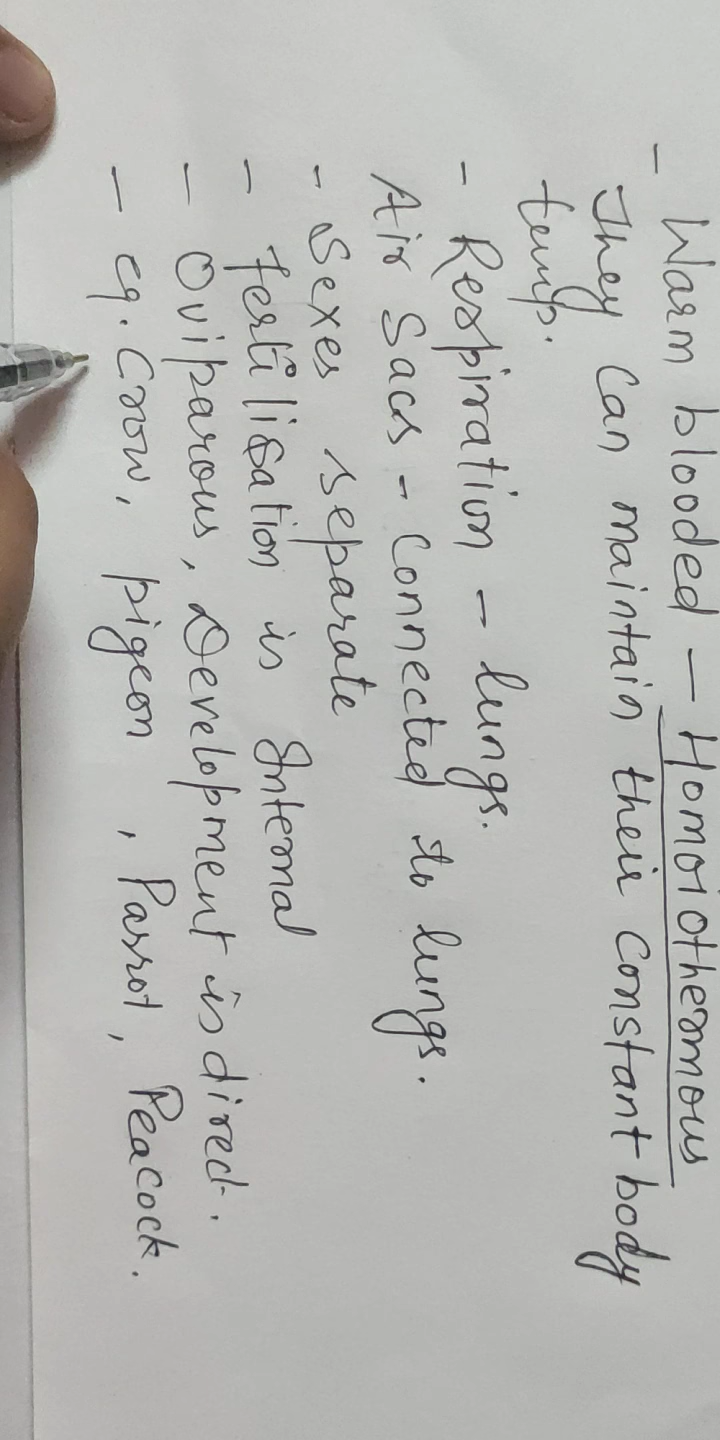 - Warm blooded - Homoiothermous
They can maintain their constant body
temp.
- Respiration - lungs.
Air Sacs - Connected to lungs.
- Sexes separate
- Fertilisation is Internal
- Oviparous, Development is direct.
- eg. Crow, pigeon, Parrot, Peacock.